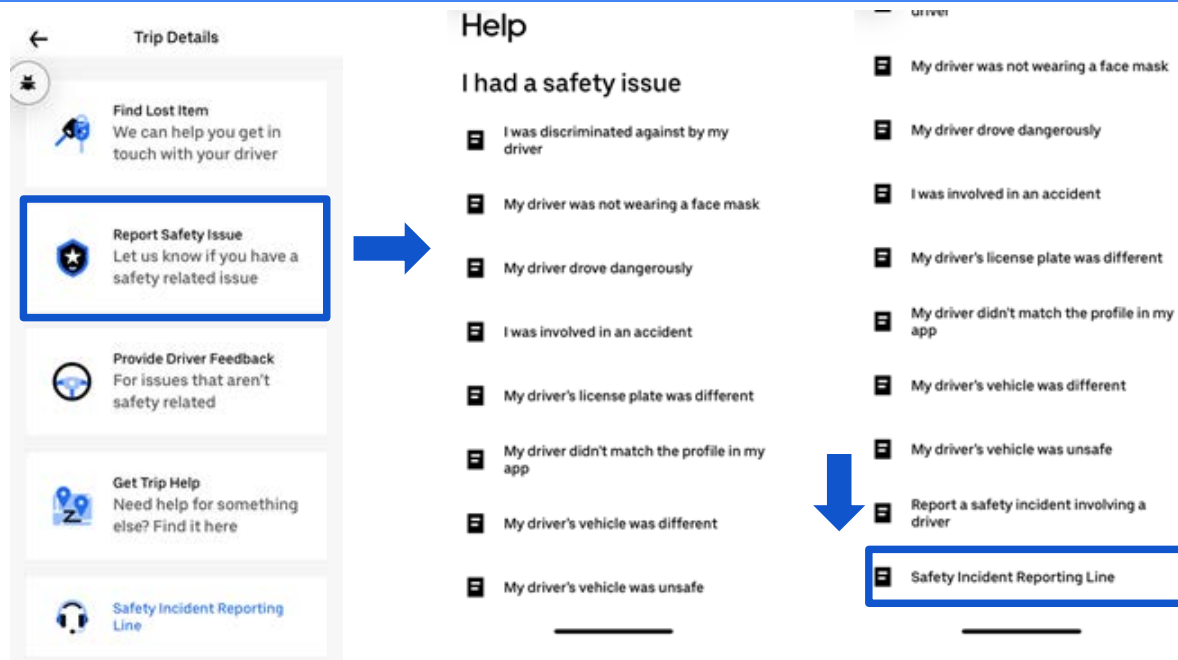 Trip Details
Find Lost Item
We can help you get in
touch with your driver
Report Safety Issue
Let us know if you have a
safety related issue
Provide Driver Feedback
For issues that aren't
safety related
Get Trip Help
Need help for something
else? Find it here
Safety Incident Reporting
Line
Help
I had a safety issue
I was discriminated against by my
driver
My driver was not wearing a face mask
My driver drove dangerously
I was involved in an accident
My driver's license plate was different
My driver didn't match the profile in my
app
My driver's vehicle was different
My driver's vehicle was unsafe
driver
My driver was not wearing a face mask
My driver drove dangerously
I was involved in an accident
My driver's license plate was different
My driver didn't match the profile in my
app
My driver's vehicle was different
My driver's vehicle was unsafe
Report a safety incident involving a
driver
Safety Incident Reporting Line